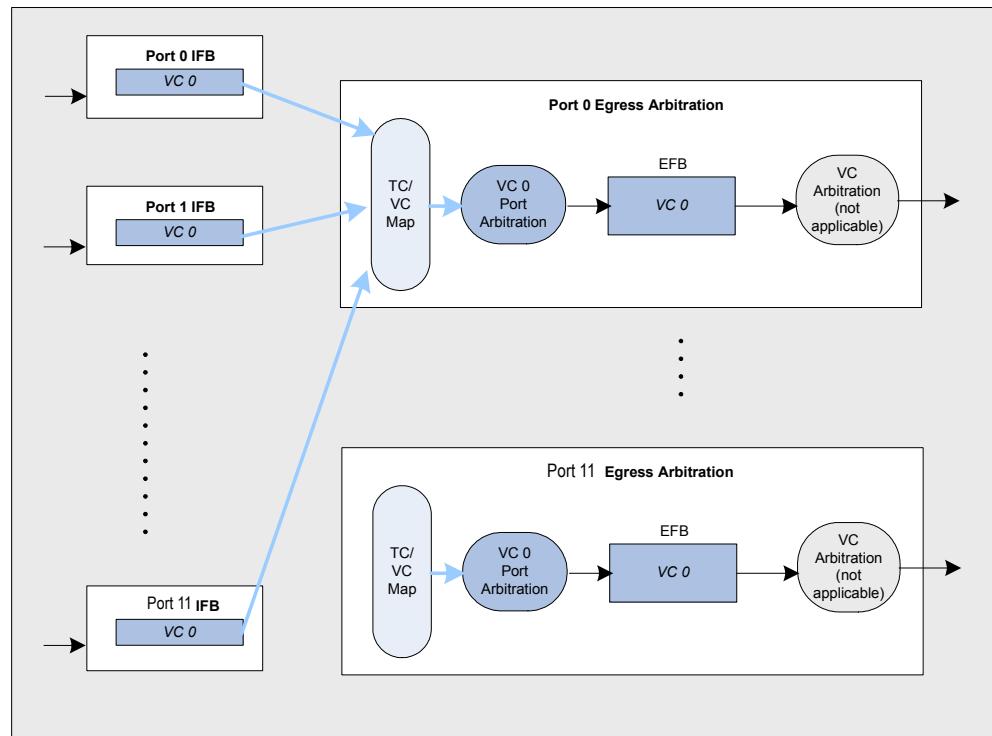 Port 0 IFB
VC 0
Port 1 IFB
VC 0
Port 11 IFB
VC 0
Port 0 Egress Arbitration
TC/
VC
Map
VC 0
Port
Arbitration
EFB
VC 0
VC
Arbitration
(not
applicable)
Port 11 Egress Arbitration
TC/
VC
Map
VC 0
Port
Arbitration
EFB
VC 0
VC
Arbitration
(not
applicable)